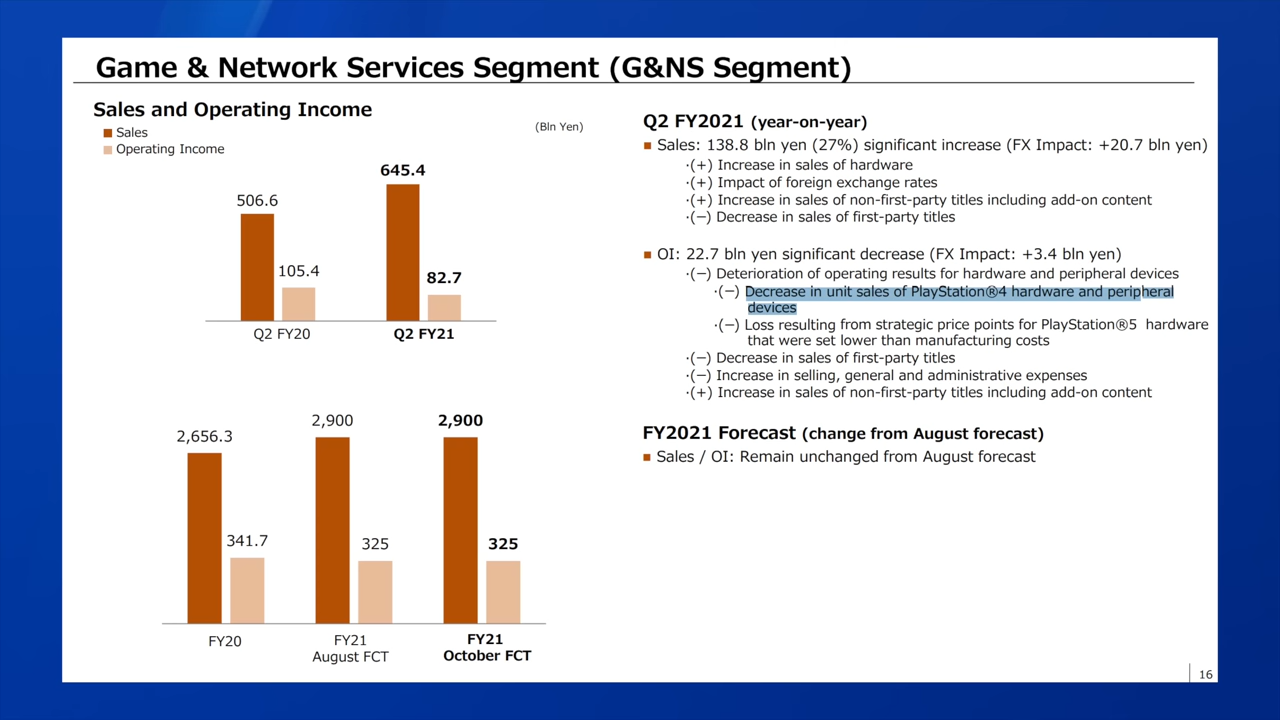 Game & Network Services Segment (G&NS Segment)
Sales and Operating Income
Sales
Operating Income
(Bln Yen)
506.6
105.4
645.4
82.7
Q2 FY20
Q2 FY21
2,656.3
341.7
2,900
325
2,900
325
FY20
FY21
August FCT
FY21
October FCT
Q2 FY2021 (year-on-year)
■ Sales: 138.8 bln yen (27%) significant increase (FX Impact: +20.7 bln yen)
·(+) Increase in sales of hardware
·(+) Impact of foreign exchange rates
·(+) Increase in sales of non-first-party titles including add-on content
·(−) Decrease in sales of first-party titles
■ OI: 22.7 bln yen significant decrease (FX Impact: +3.4 bln yen)
·(−) Deterioration of operating results for hardware and peripheral devices
·(−) Decrease in unit sales of PlayStation®4 hardware and peripheral
devices
·(−) Loss resulting from strategic price points for PlayStation®5 hardware
that were set lower than manufacturing costs
·(−) Decrease in sales of first-party titles
·(−) Increase in selling, general and administrative expenses
·(+) Increase in sales of non-first-party titles including add-on content
FY2021 Forecast (change from August forecast)
■ Sales / OI: Remain unchanged from August forecast
16